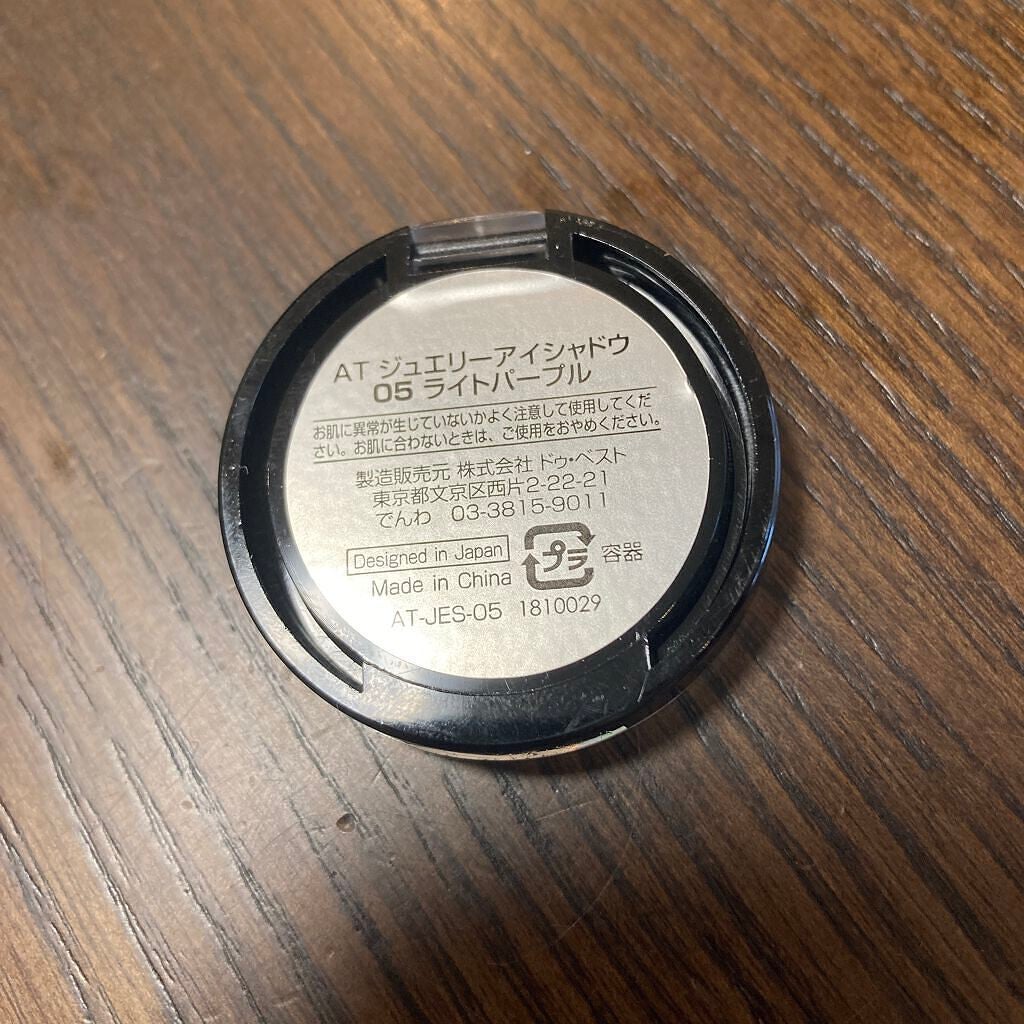 AT ジュエリーアイシャドウ
05 ライトパープル
お肌に異常が生じていないかよく注意して使用してくだ
さい。お肌に合わないときは、ご使用をおやめください。
製造販売元 株式会社 ドゥ・ベスト
東京都文京区西片2-22-21
でんわ 03-3815-9011
Designed in Japan
Made in China
プラ 容器
AT-JES-05 1810029